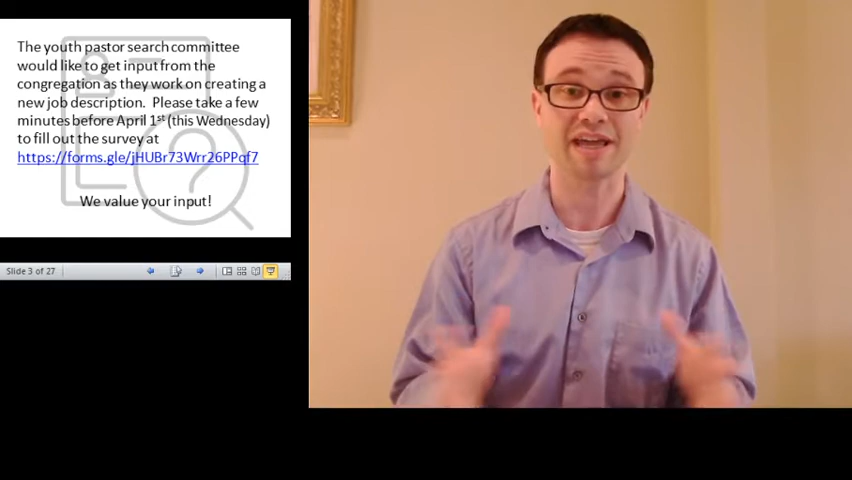 The youth pastor search committee
would like to get input from the
congregation as they work on creating a
new job description. Please take a few
minutes before April 1st (this Wednesday)
to fill out the survey at
https://forms.gle/jHUBr73Wrr26PPqf7
We value your input!
Slide 3 of 27